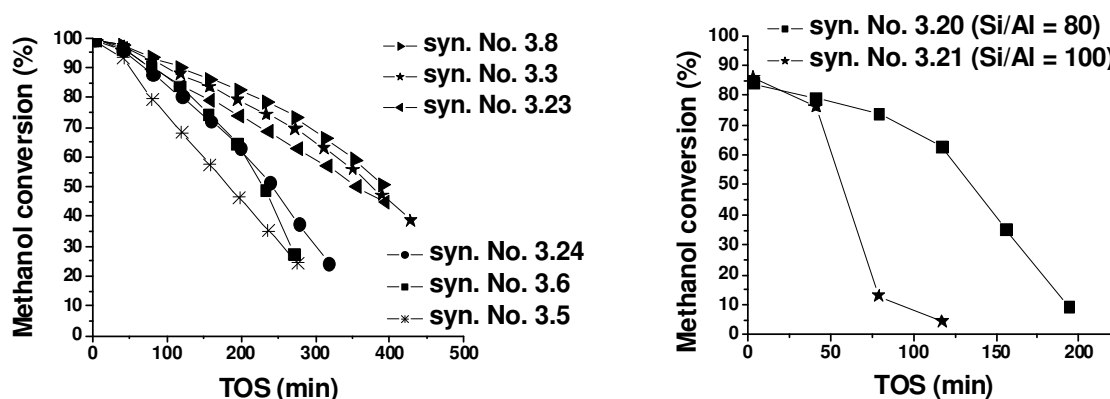 Methanol conversion (%)
100
90
80
70
60
50
40
30
20
10
0
0 100 200 300 400 500
TOS (min)
syn. No. 3.8
syn. No. 3.3
syn. No. 3.23
syn. No. 3.24
syn. No. 3.6
syn. No. 3.5
Methanol conversion (%)
100
90
80
70
60
50
40
30
20
10
0
0 50 100 150 200
TOS (min)
syn. No. 3.20 (Si/Al = 80)
syn. No. 3.21 (Si/Al = 100)